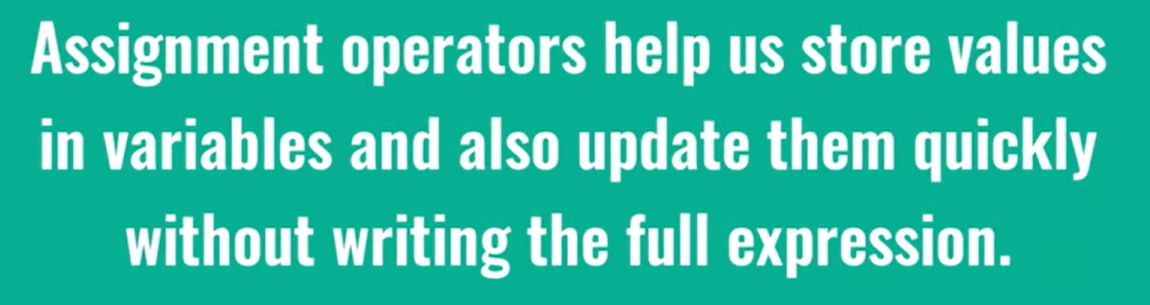 Assignment operators help us store values
in variables and also update them quickly
without writing the full expression.